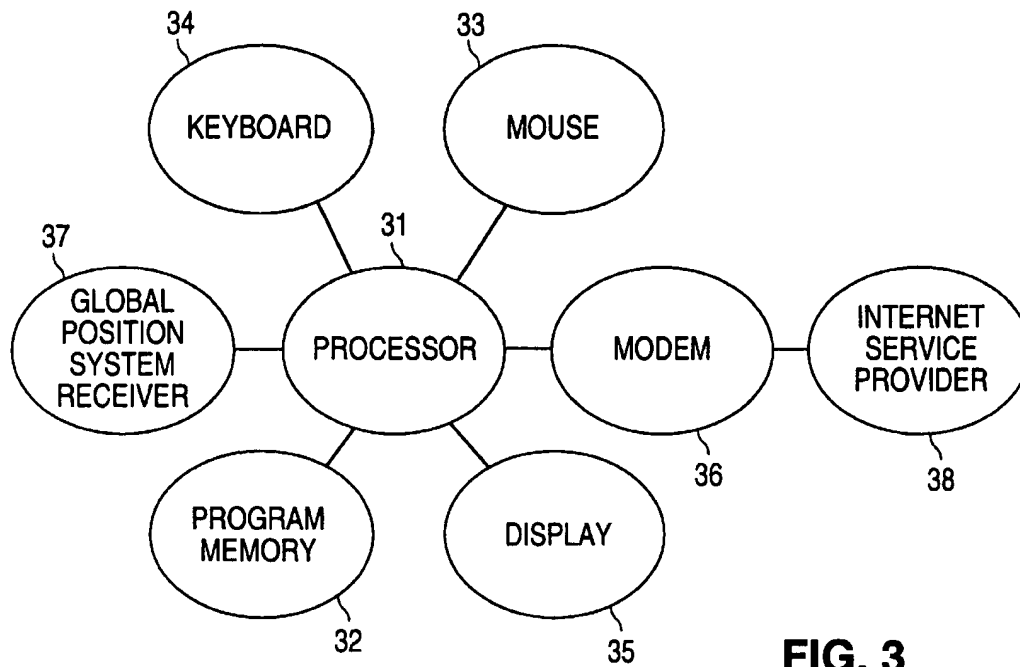 34
33
KEYBOARD
MOUSE
37
31
GLOBAL
POSITION
SYSTEM
RECEIVER
PROCESSOR
MODEM
INTERNET
SERVICE
PROVIDER
36
38
PROGRAM
MEMORY
DISPLAY
32
35
FIG. 3